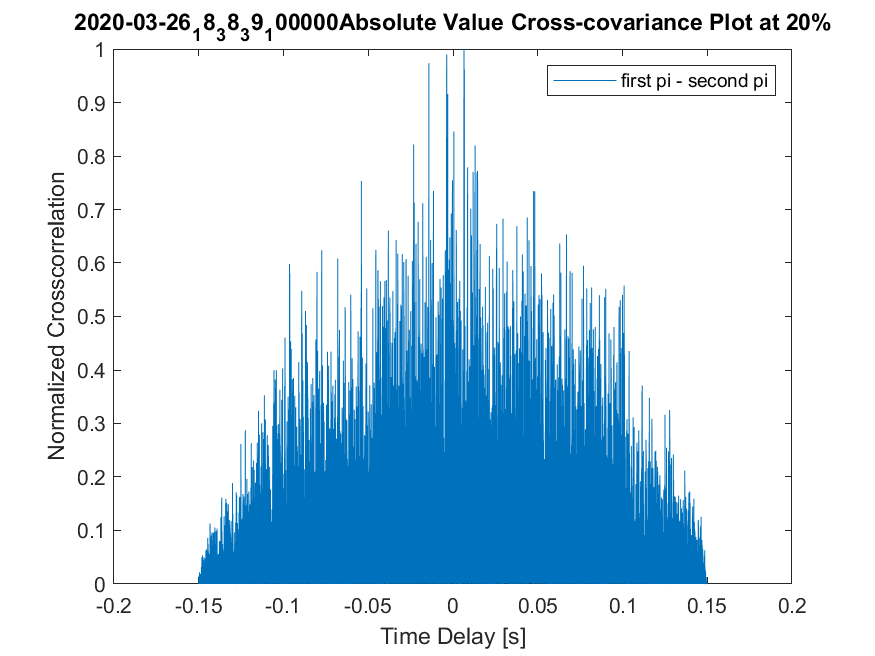 2020-03-26₁8₃8₃9₁00000Absolute Value Cross-covariance Plot at 20%
first pi - second pi
1
0.9
0.8
0.7
0.6
0.5
0.4
0.3
0.2
0.1
0
Normalized Crosscorrelation
-0.2 -0.15 -0.1 -0.05 0 0.05 0.1 0.15 0.2
Time Delay [s]